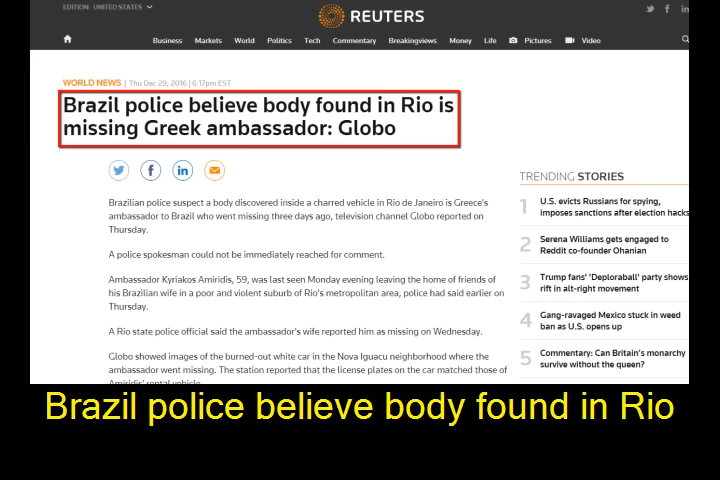 EDITION: UNITED STATES
REUTERS
Business Markets World Politics Tech Commentary Breakingviews Money Life Pictures Video
WORLD NEWS | Thu Dec 29, 2016 | 6:17pm EST
Brazil police believe body found in Rio is
missing Greek ambassador: Globo
Brazilian police suspect a body discovered inside a charred vehicle in Rio de Janeiro is Greece's
ambassador to Brazil who went missing three days ago, television channel Globo reported on
Thursday.
A police spokesman could not be immediately reached for comment.
Ambassador Kyriakos Amiridis, 59, was last seen Monday evening leaving the home of friends of
his Brazilian wife in a poor and violent suburb of Rio's metropolitan area, police had said earlier on
Thursday.
A Rio state police official said the ambassador's wife reported him as missing on Wednesday.
Globo showed images of the burned-out white car in the Nova Iguacu neighborhood where the
ambassador went missing. The station reported that the license plates on the car matched those of
Amiridis' rental vehicle.
TRENDING STORIES
1 U.S. evicts Russians for spying,
imposes sanctions after election hacks
2 Serena Williams gets engaged to
Reddit co-founder Ohanian
3 Trump fans' 'Deploraball' party shows
rift in alt-right movement
4 Gang-ravaged Mexico stuck in weed
ban as U.S. opens up
5 Commentary: Can Britain's monarchy
survive without the queen?
Brazil police believe body found in Rio